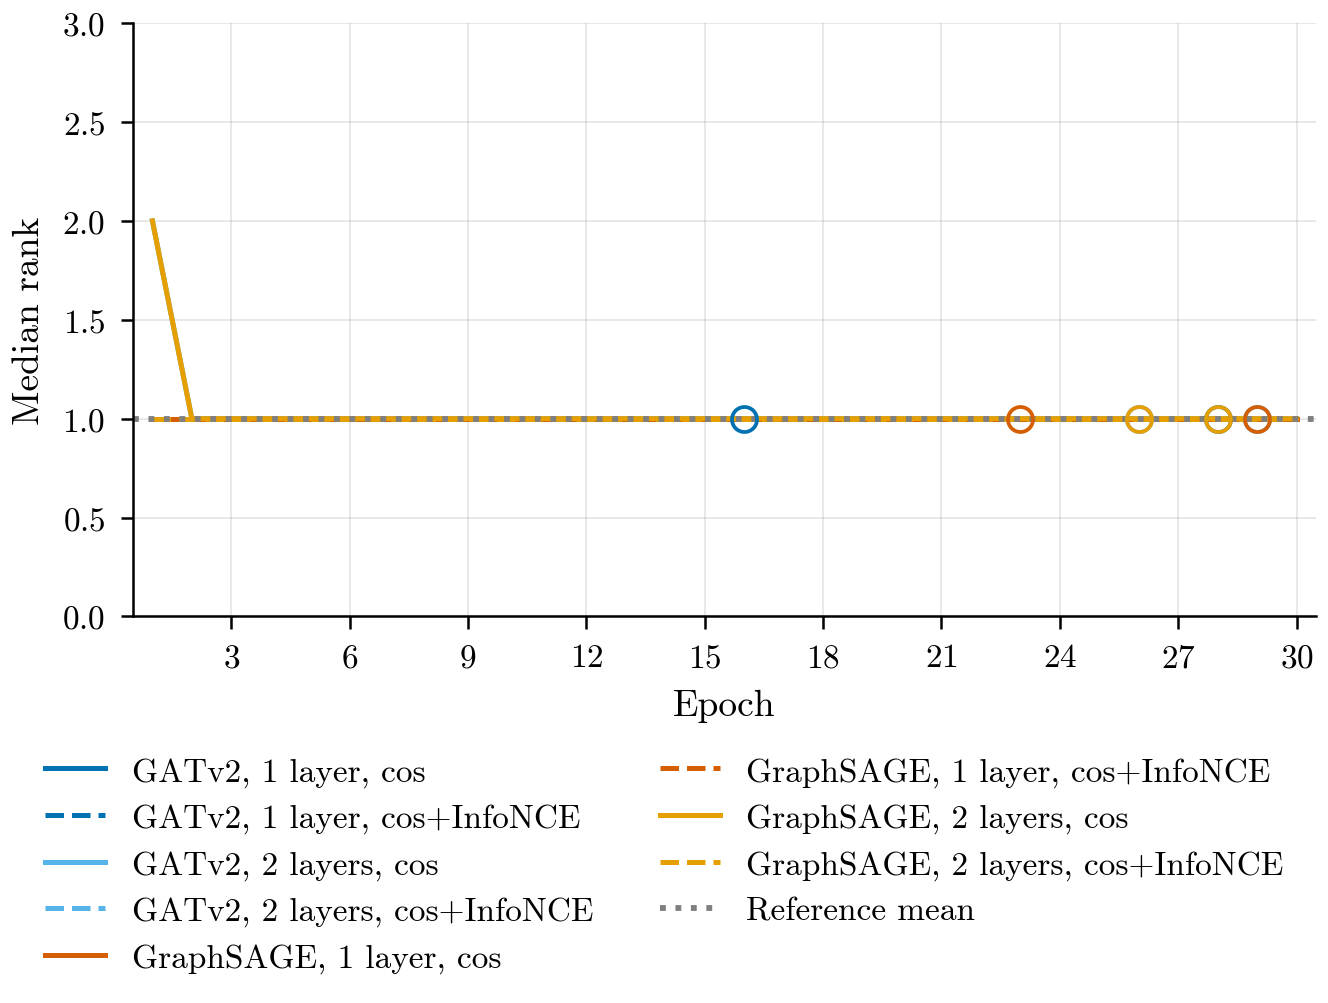 3.0
2.5
2.0
1.5
1.0
0.5
0.0
Median rank
3 6 9 12 15 18 21 24 27 30
Epoch
GATv2, 1 layer, cos
GATv2, 1 layer, cos+InfoNCE
GATv2, 2 layers, cos
GATv2, 2 layers, cos+InfoNCE
GraphSAGE, 1 layer, cos
GraphSAGE, 1 layer, cos+InfoNCE
GraphSAGE, 2 layers, cos
GraphSAGE, 2 layers, cos+InfoNCE
Reference mean